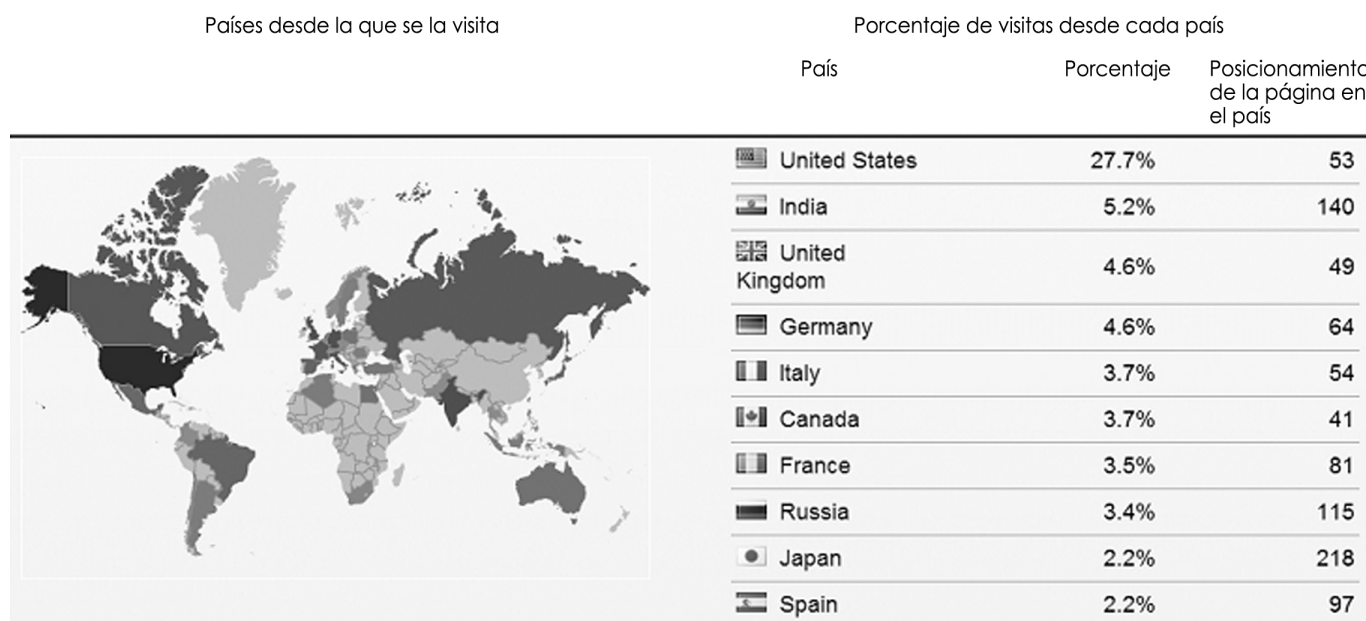 Países desde la que se la visita
Porcentaje de visitas desde cada país
País Porcentaje Posicionamiento
de la página en
el país
United States 27.7% 53
India 5.2% 140
United
Kingdom 4.6% 49
Germany 4.6% 64
Italy 3.7% 54
Canada 3.7% 41
France 3.5% 81
Russia 3.4% 115
Japan 2.2% 218
Spain 2.2% 97